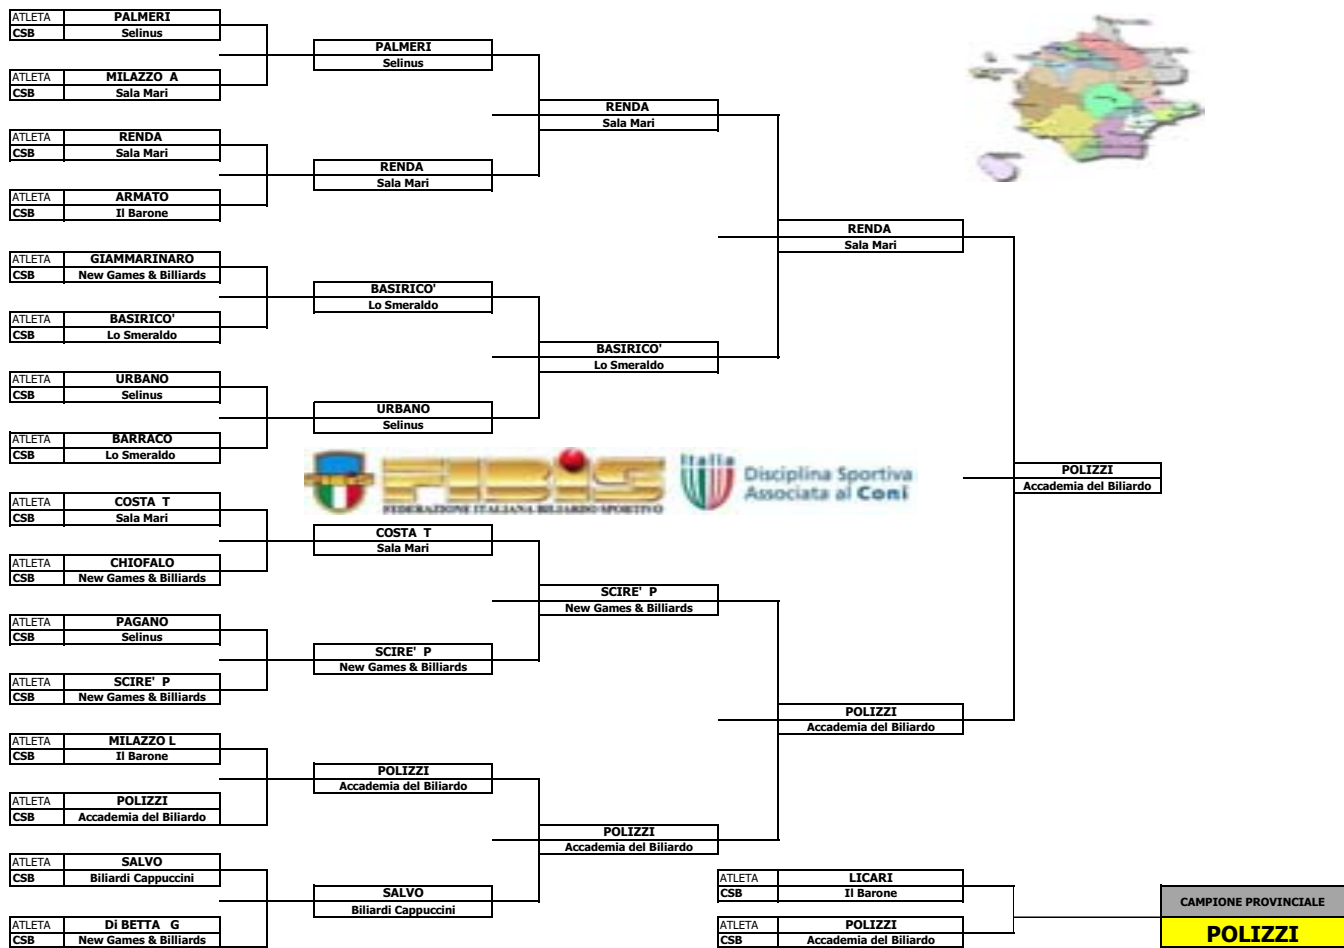 ATLETA PALMERI
CSB Selinus
ATLETA MILAZZO A
CSB Sala Mari
ATLETA RENDA
CSB Sala Mari
ATLETA ARMATO
CSB Il Barone
ATLETA GIAMMARINARO
CSB New Games & Billiards
ATLETA BASIRICO'
CSB Lo Smeraldo
ATLETA URBANO
CSB Selinus
ATLETA BARRACO
CSB Lo Smeraldo
ATLETA COSTA T
CSB Sala Mari
ATLETA CHIOFALO
CSB New Games & Billiards
ATLETA PAGANO
CSB Selinus
ATLETA SCIRE' P
CSB New Games & Billiards
ATLETA MILAZZO L
CSB Il Barone
ATLETA POLIZZI
CSB Accademia del Biliardo
ATLETA SALVO
CSB Biliardi Cappuccini
ATLETA Di BETTA G
CSB New Games & Billiards
PALMERI
Selinus
RENDA
Sala Mari
BASIRICO'
Lo Smeraldo
URBANO
Selinus
FIBIS
FEDERAZIONE ITALIANA BILIARDO SPORTIVO
Italia
Disciplina Sportiva
Associata al Coni
COSTA T
Sala Mari
SCIRE' P
New Games & Billiards
POLIZZI
Accademia del Biliardo
SALVO
Biliardi Cappuccini
RENDA
Sala Mari
BASIRICO'
Lo Smeraldo
SCIRE' P
New Games & Billiards
POLIZZI
Accademia del Biliardo
RENDA
Sala Mari
POLIZZI
Accademia del Biliardo
POLIZZI
Accademia del Biliardo
ATLETA LICARI
CSB Il Barone
ATLETA POLIZZI
CSB Accademia del Biliardo
CAMPIONE PROVINCIALE
POLIZZI